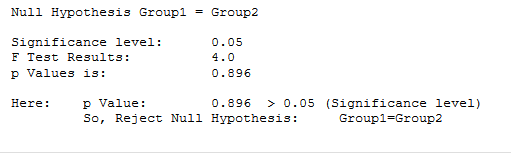 Null Hypothesis Group1 = Group2
Significance level: 0.05
F Test Results: 4.0
p Values is: 0.896
Here: p Value: 0.896 > 0.05 (Significance level)
So, Reject Null Hypothesis: Group1=Group2